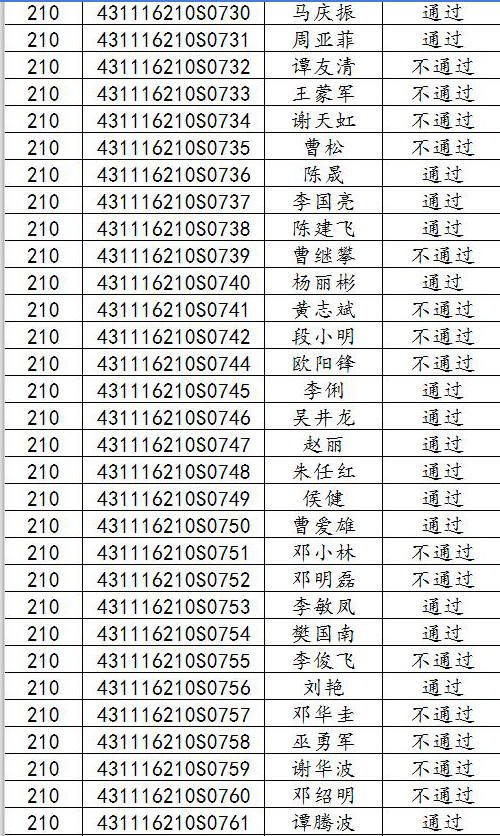 210 431116210S0730 马庆振 通过
210 431116210S0731 周亚菲 通过
210 431116210S0732 谭友清 不通过
210 431116210S0733 王蒙军 不通过
210 431116210S0734 谢天虹 不通过
210 431116210S0735 曹松 不通过
210 431116210S0736 陈晟 通过
210 431116210S0737 李国亮 通过
210 431116210S0738 陈建飞 通过
210 431116210S0739 曹继攀 不通过
210 431116210S0740 杨丽彬 通过
210 431116210S0741 黄志斌 不通过
210 431116210S0742 段小明 不通过
210 431116210S0744 欧阳锋 不通过
210 431116210S0745 李俐 通过
210 431116210S0746 吴井龙 通过
210 431116210S0747 赵丽 通过
210 431116210S0748 朱任红 通过
210 431116210S0749 侯健 通过
210 431116210S0750 曹爱雄 通过
210 431116210S0751 邓小林 不通过
210 431116210S0752 邓明磊 不通过
210 431116210S0753 李敏凤 通过
210 431116210S0754 樊国南 通过
210 431116210S0755 李俊飞 不通过
210 431116210S0756 刘艳 通过
210 431116210S0757 邓华圭 不通过
210 431116210S0758 巫勇军 不通过
210 431116210S0759 谢华波 不通过
210 431116210S0760 邓绍明 不通过
210 431116210S0761 谭腾波 通过